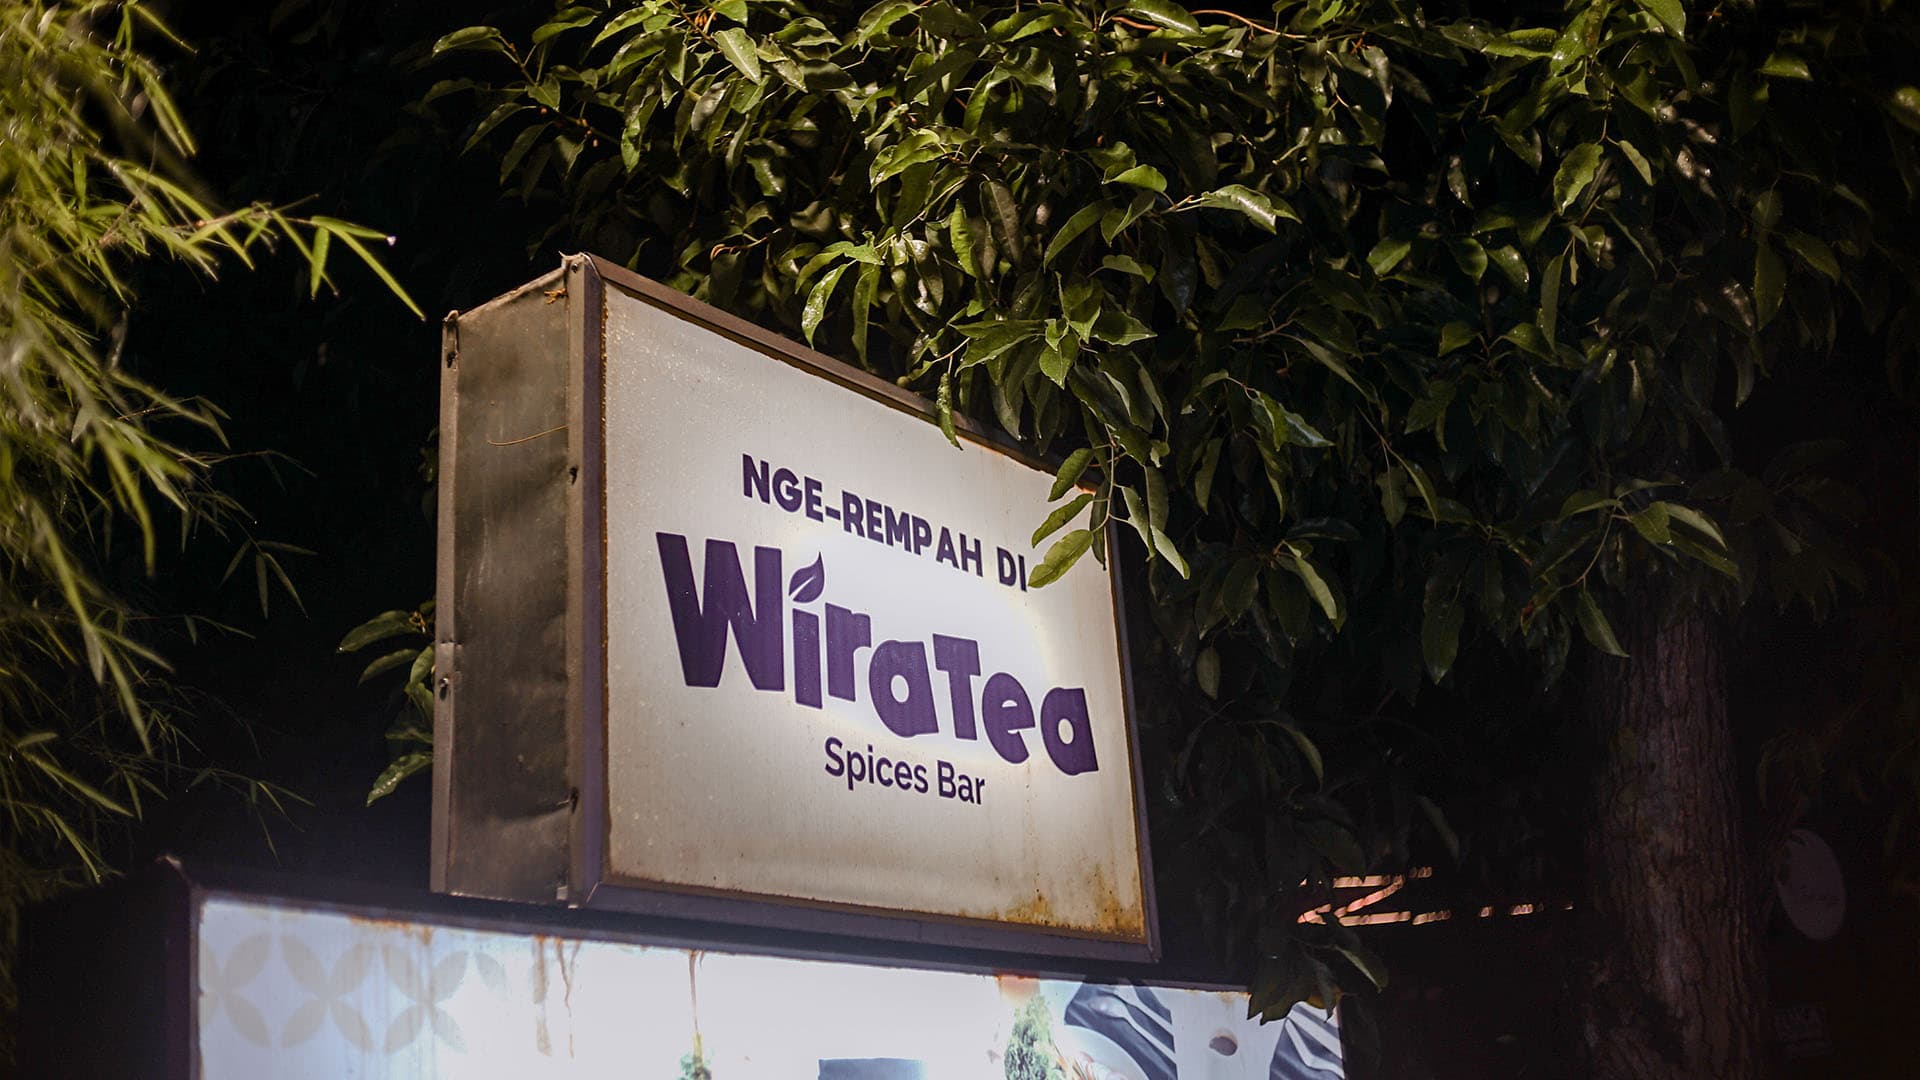 NGE-REMPAH DI
WiraTea
Spices Bar